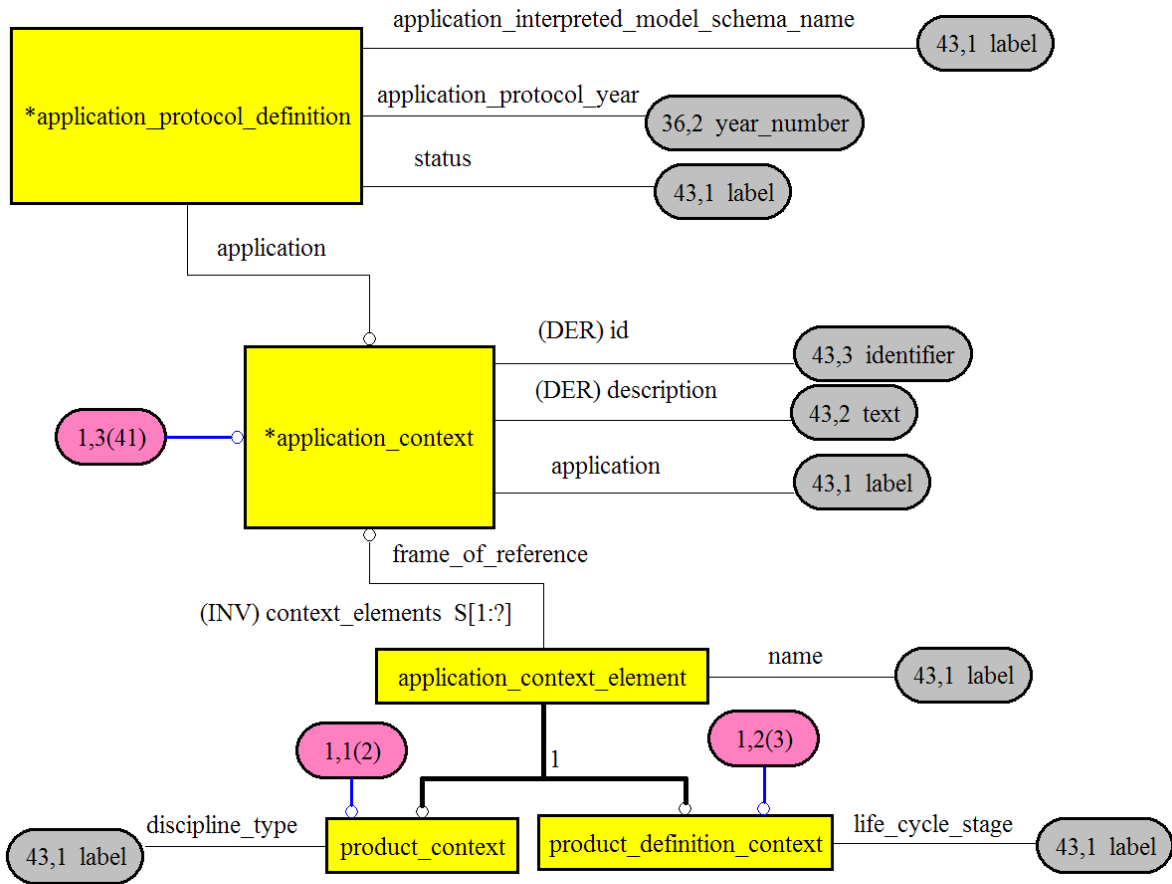 application_interpreted_model_schema_name
43,1 label
*application_protocol_definition
application_protocol_year
36,2 year_number
status
43,1 label
application
(DER) id
43,3 identifier
(DER) description
43,2 text
1,3(41)
*application_context
application
43,1 label
frame_of_reference
(INV) context_elements S[1:?]
application_context_element
name
43,1 label
1,1(2)
1
1,2(3)
discipline_type
43,1 label
product_context
product_definition_context
life_cycle_stage
43,1 label